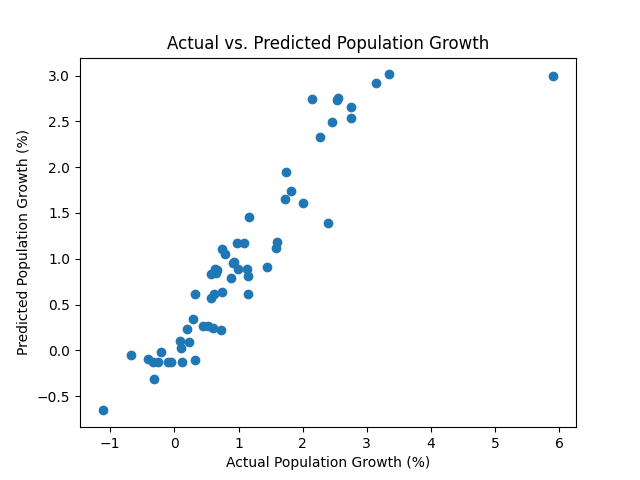 Actual vs. Predicted Population Growth
Predicted Population Growth (%)
3.0
2.5
2.0
1.5
1.0
0.5
0.0
−0.5
−1 0 1 2 3 4 5 6
Actual Population Growth (%)